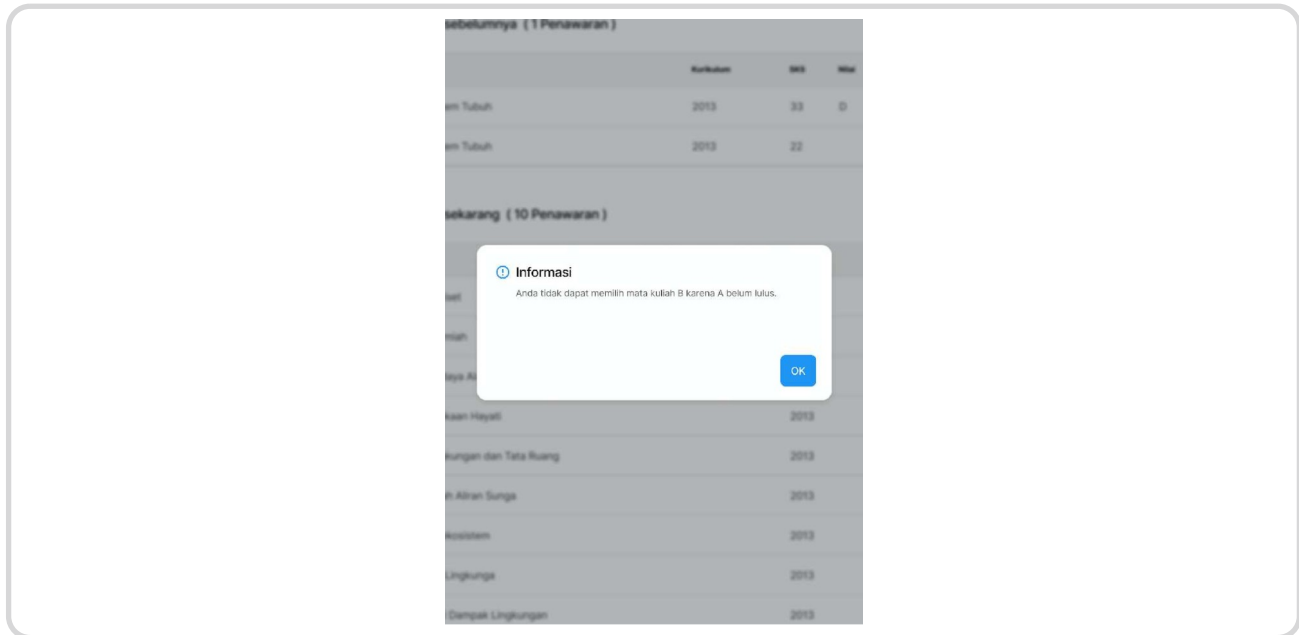 sebelumnya ( 1 Penawaran )
Kurikulum SKS Nilai
em Tubuh 2013 33 D
em Tubuh 2013 22
sekarang ( 10 Penawaran )
Informasi
Anda tidak dapat memilih mata kuliah B karena A belum lulus.
OK
kaan Hayati 2013
kungan dan Tata Ruang 2013
h Aliran Sunga 2013
kosistem 2013
Lingkunga 2013
Dampak Lingkungan 2013